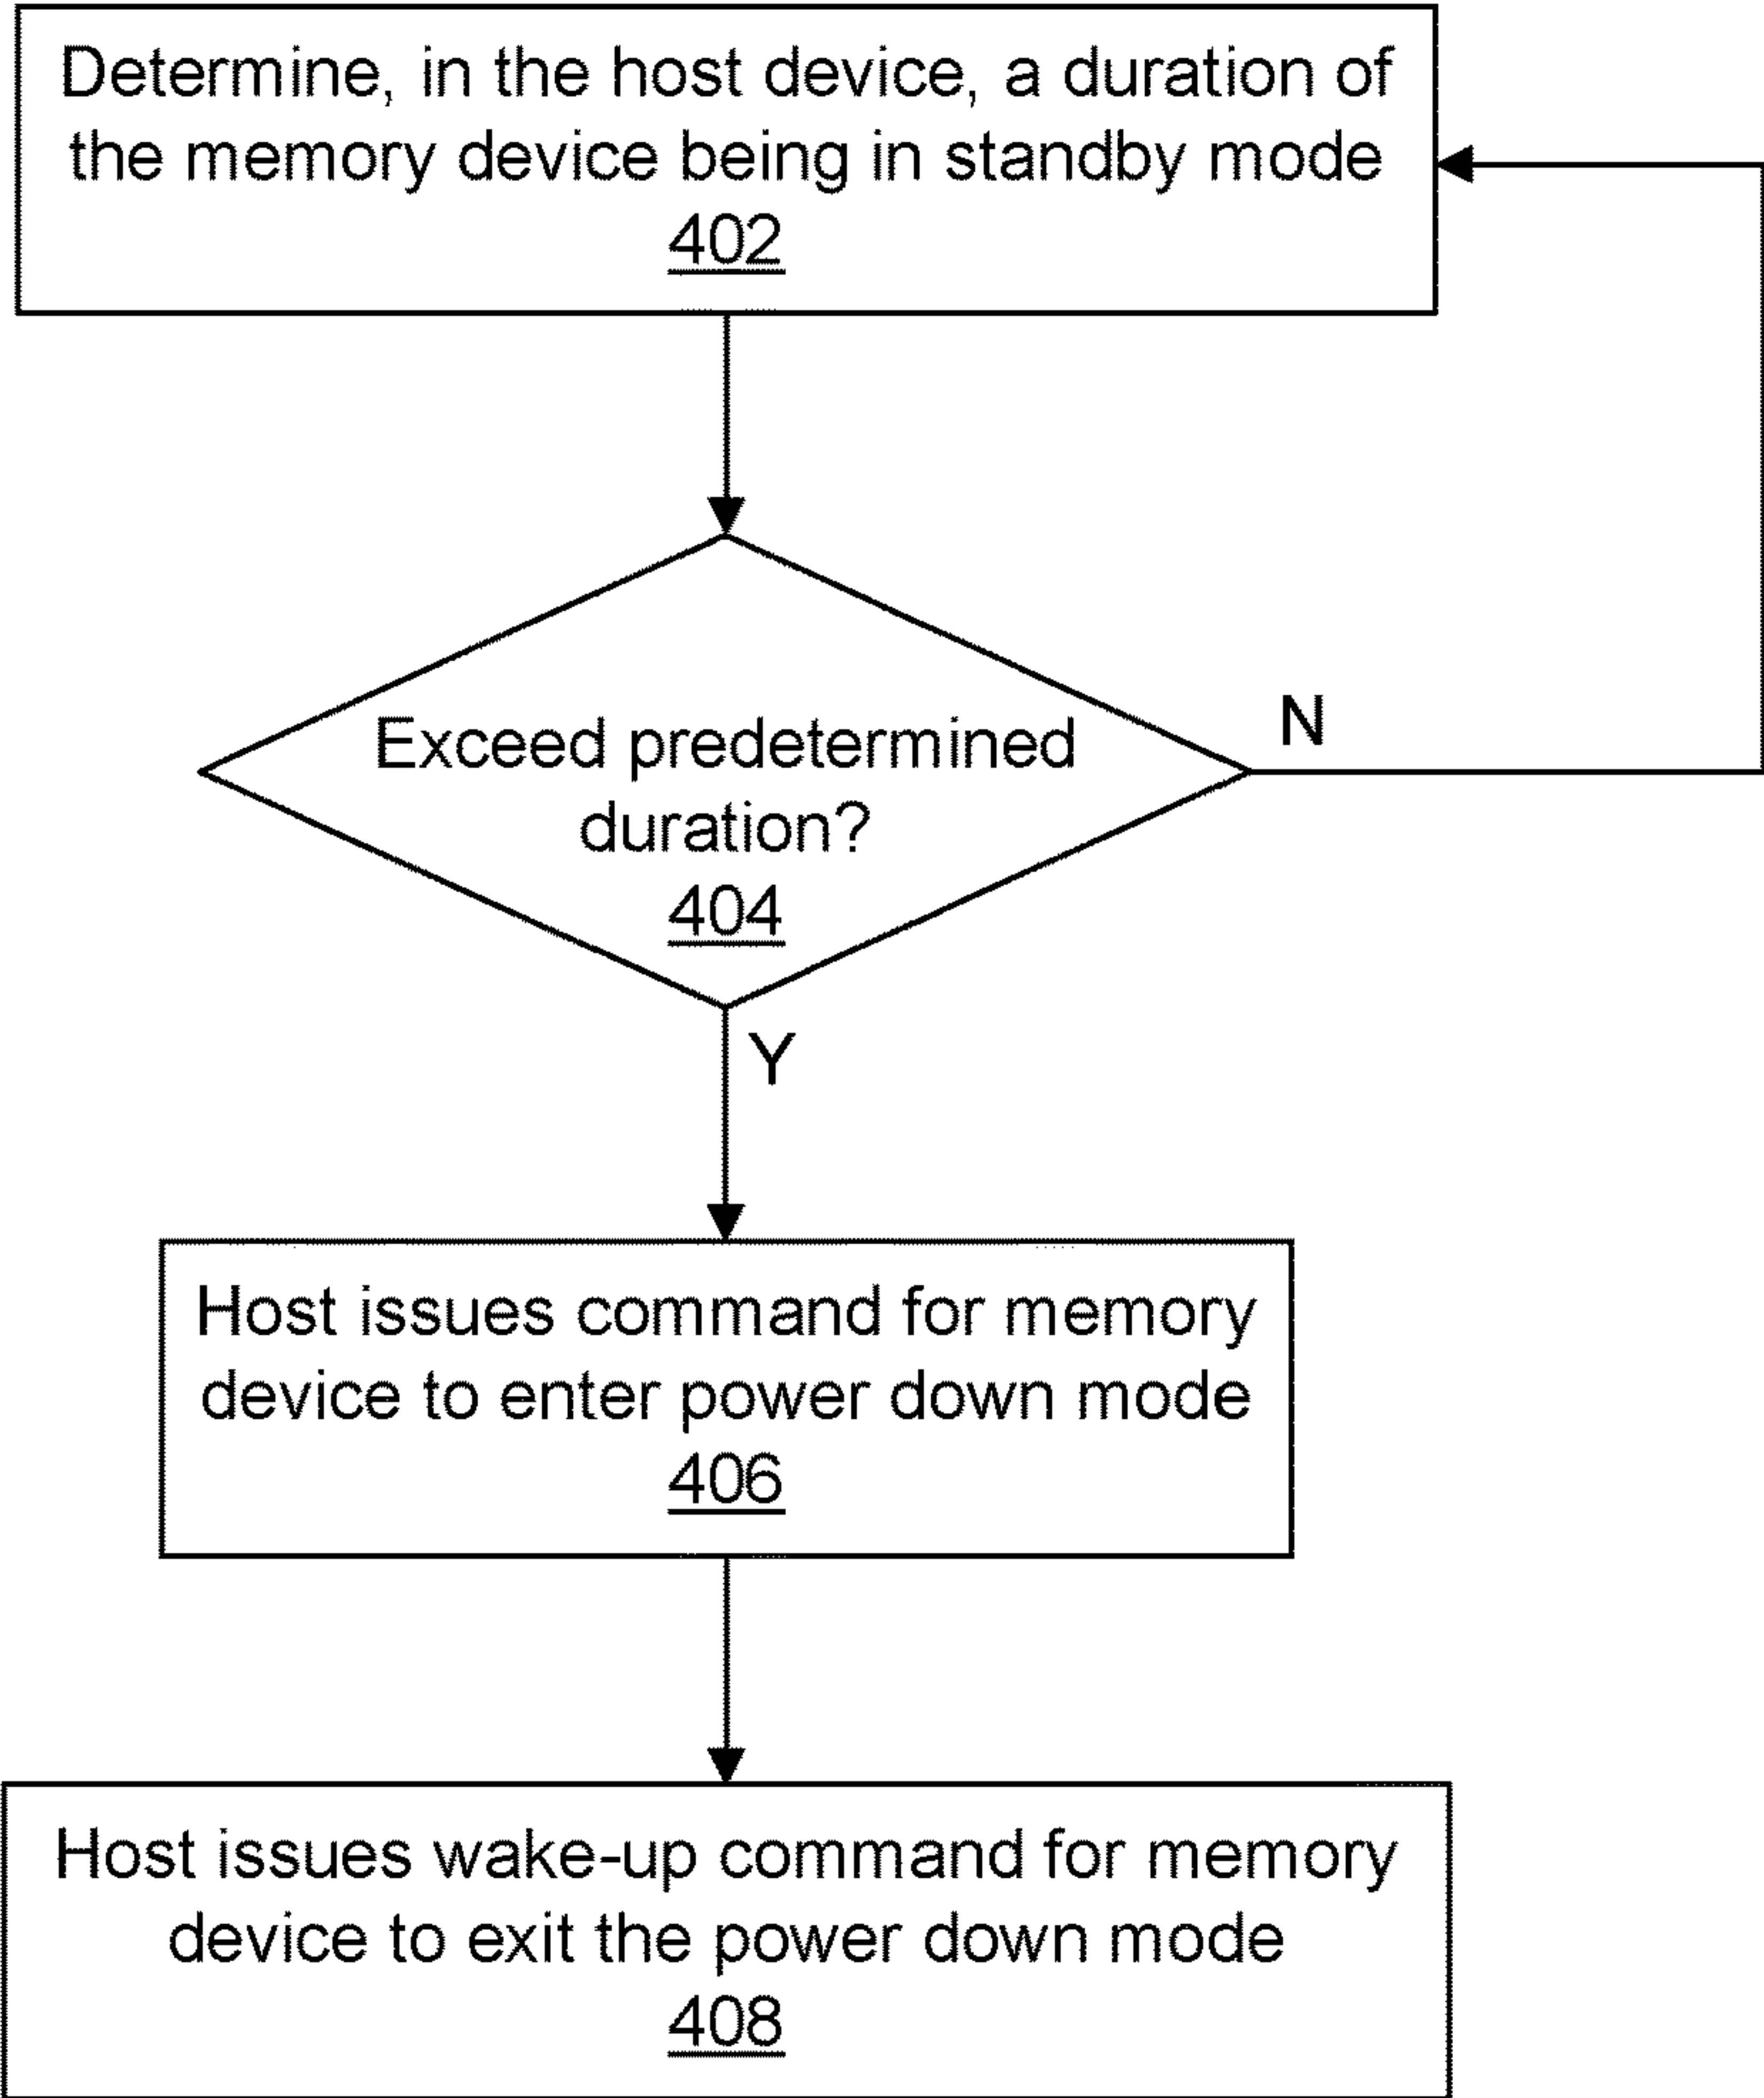 Determine, in the host device, a duration of
the memory device being in standby mode
402
Exceed predetermined
duration?
404
N
Y
Host issues command for memory
device to enter power down mode
406
Host issues wake-up command for memory
device to exit the power down mode
408